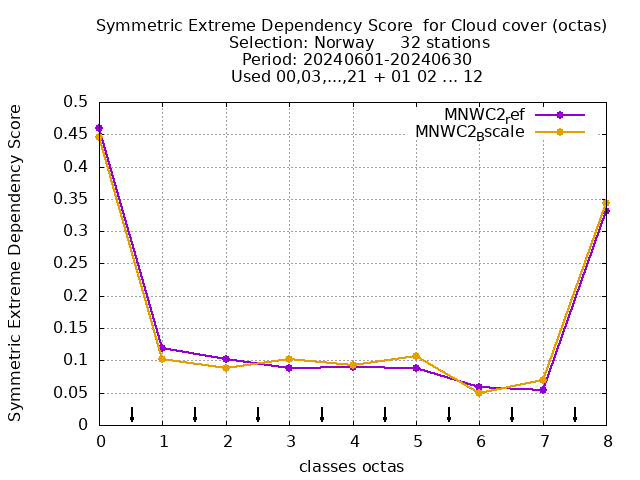 Symmetric Extreme Dependency Score  for Cloud cover (octas)
Selection: Norway     32 stations
Period: 20240601-20240630
Used 00,03,...,21 + 01 02 ... 12
Symmetric Extreme Dependency Score
0.5
0.45
0.4
0.35
0.3
0.25
0.2
0.15
0.1
0.05
0
MNWC2ref
MNWC2Bscale
0 1 2 3 4 5 6 7 8
classes octas